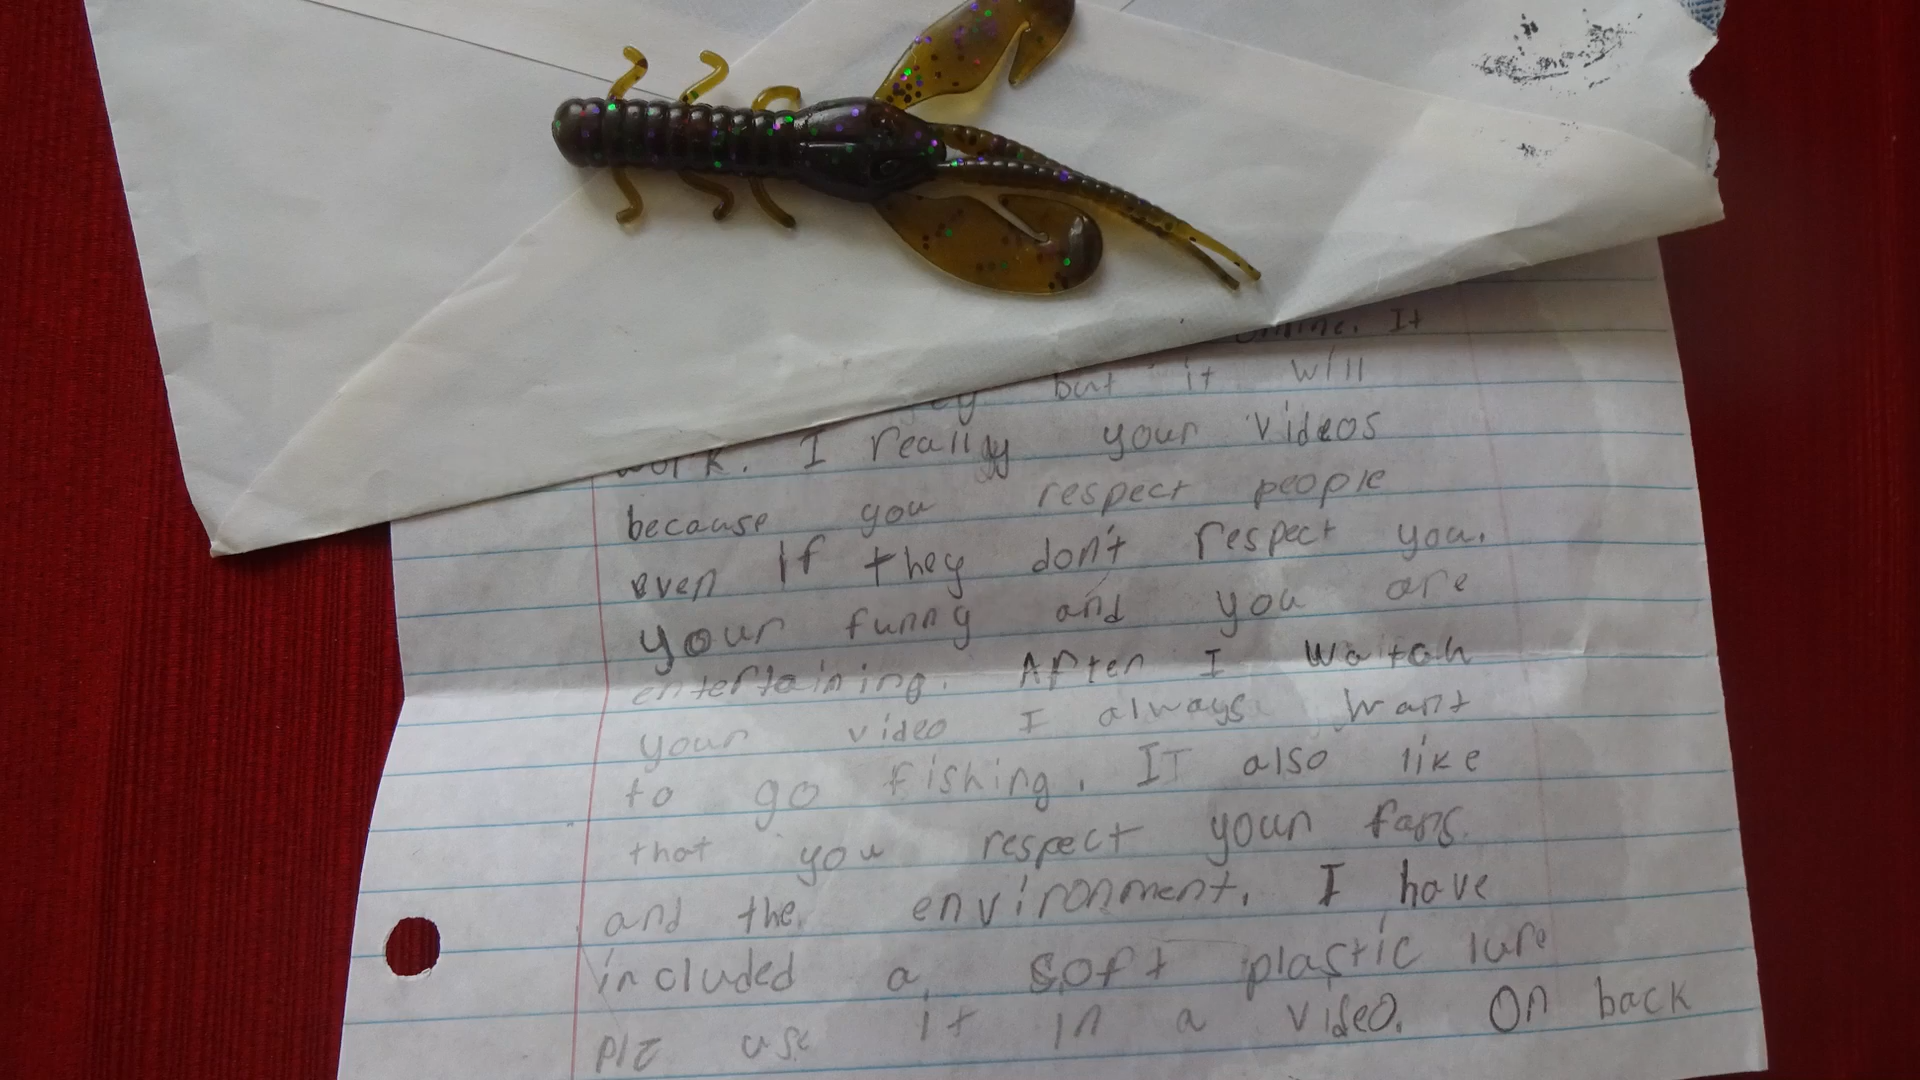 It
but it will
work. I really your videos
because you respect people
even if they don't respect you.
your funny and you are
entertaining. After I watch
your video I always want
to go fishing. IT also like
that you respect your fans.
and the environment. I have
included a soft plastic lure
plz use it in a video. On back